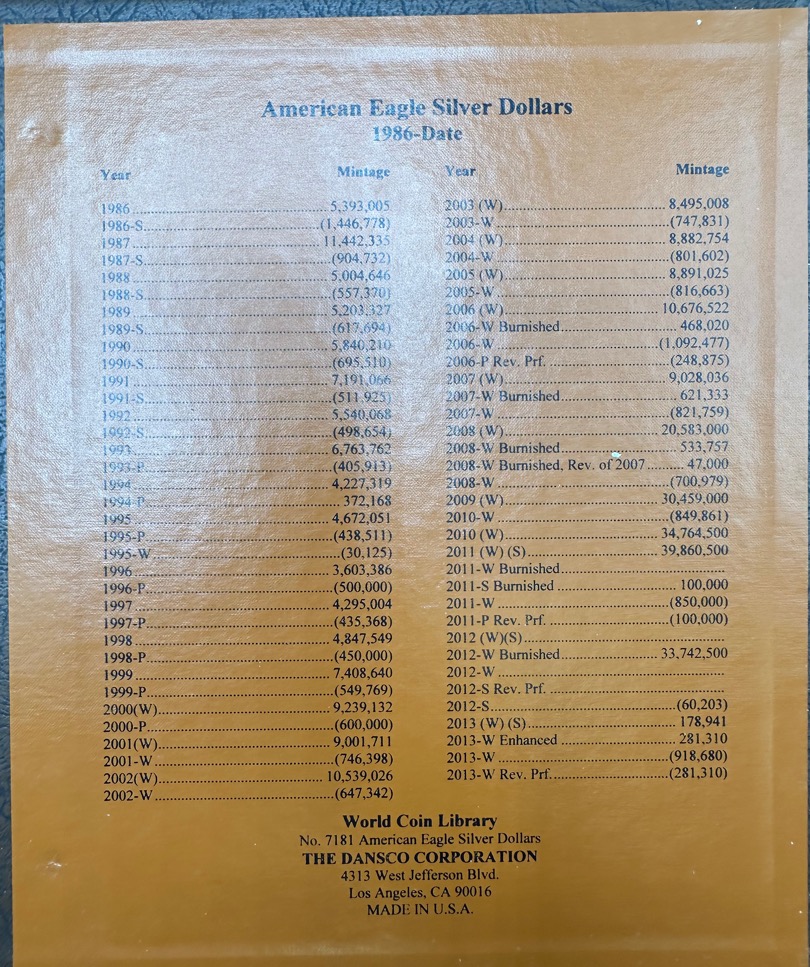 American Eagle Silver Dollars
1986-Date
Year Mintage
1986 5,393,005
1986-S (1,446,778)
1987 11,442,335
1987-S (904,732)
1988 5,004,646
1988-S (557,370)
1989 5,203,327
1989-S (617,694)
1990 5,840,210
1990-S (695,510)
1991 7,191,066
1991-S (511,925)
1992 5,540,068
1992-S (498,654)
1993 6,763,762
1993-P (405,913)
1994 4,227,319
1994-P 372,168
1995 4,672,051
1995-P (438,511)
1995-W (30,125)
1996 3,603,386
1996-P (500,000)
1997 4,295,004
1997-P (435,368)
1998 4,847,549
1998-P (450,000)
1999 7,408,640
1999-P (549,769)
2000(W) 9,239,132
2000-P (600,000)
2001(W) 9,001,711
2001-W (746,398)
2002(W) 10,539,026
2002-W (647,342)
Year Mintage
2003 (W) 8,495,008
2003-W (747,831)
2004 (W) 8,882,754
2004-W (801,602)
2005 (W) 8,891,025
2005-W (816,663)
2006 (W) 10,676,522
2006-W Burnished 468,020
2006-W (1,092,477)
2006-P Rev. Prf. (248,875)
2007 (W) 9,028,036
2007-W Burnished 621,333
2007-W (821,759)
2008 (W) 20,583,000
2008-W Burnished 533,757
2008-W Burnished, Rev. of 2007 47,000
2008-W (700,979)
2009 (W) 30,459,000
2010-W (849,861)
2010 (W) 34,764,500
2011 (W) (S) 39,860,500
2011-W Burnished
2011-S Burnished 100,000
2011-W (850,000)
2011-P Rev. Prf. (100,000)
2012 (W)(S)
2012-W Burnished 33,742,500
2012-W
2012-S Rev. Prf.
2012-S (60,203)
2013 (W) (S) 178,941
2013-W Enhanced 281,310
2013-W (918,680)
2013-W Rev. Prf. (281,310)
World Coin Library
No. 7181 American Eagle Silver Dollars
THE DANSCO CORPORATION
4313 West Jefferson Blvd.
Los Angeles, CA 90016
MADE IN U.S.A.